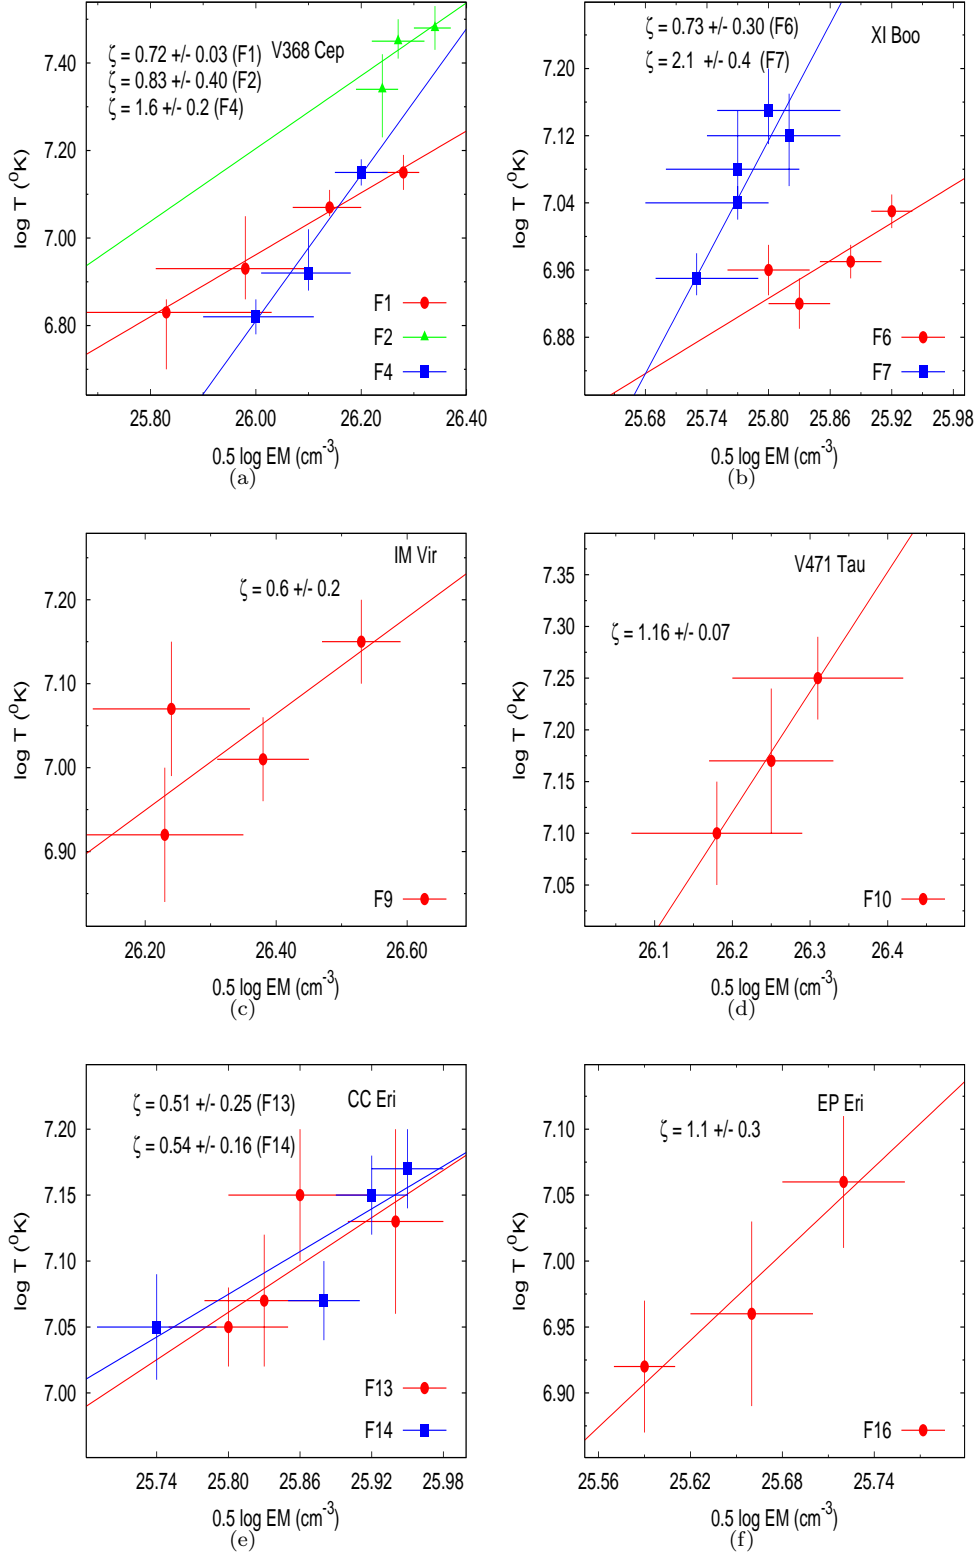 V368 Cep
ζ = 0.72 +/- 0.03 (F1)
ζ = 0.83 +/- 0.40 (F2)
ζ = 1.6 +/- 0.2 (F4)
7.40
7.20
7.00
6.80
log T (⁰K)
F1
F2
F4
25.80 26.00 26.20 26.40
0.5 log EM (cm⁻³)
(a)
ζ = 0.73 +/- 0.30 (F6)
XI Boo
ζ = 2.1 +/- 0.4 (F7)
7.20
7.12
7.04
6.96
6.88
log T (⁰K)
F6
F7
25.68 25.74 25.80 25.86 25.92 25.98
0.5 log EM (cm⁻³)
(b)
IM Vir
ζ = 0.6 +/- 0.2
7.20
7.10
7.00
6.90
log T (⁰K)
F9
26.20 26.40 26.60
0.5 log EM (cm⁻³)
(c)
V471 Tau
ζ = 1.16 +/- 0.07
7.35
7.30
7.25
7.20
7.15
7.10
7.05
log T (⁰K)
F10
26.1 26.2 26.3 26.4
0.5 log EM (cm⁻³)
(d)
ζ = 0.51 +/- 0.25 (F13)
CC Eri
ζ = 0.54 +/- 0.16 (F14)
7.20
7.15
7.10
7.05
7.00
log T (⁰K)
F13
F14
25.74 25.80 25.86 25.92 25.98
0.5 log EM (cm⁻³)
(e)
EP Eri
ζ = 1.1 +/- 0.3
7.10
7.05
7.00
6.95
6.90
log T (⁰K)
F16
25.56 25.62 25.68 25.74
0.5 log EM (cm⁻³)
(f)